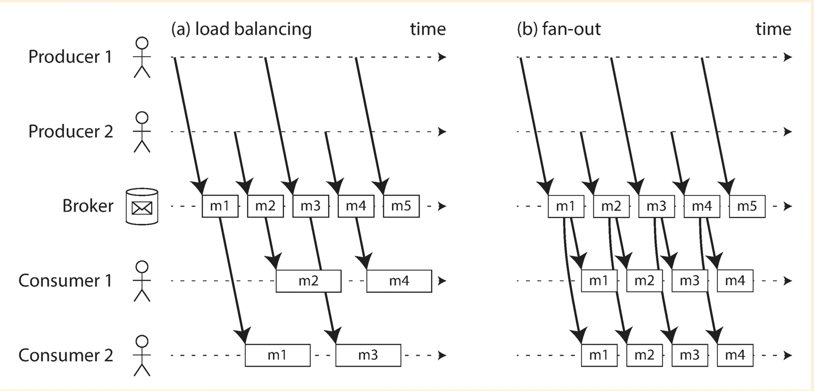 (a) load balancing time (b) fan-out time
Producer 1
Producer 2
Broker m1 m2 m3 m4 m5 m1 m2 m3 m4 m5
Consumer 1 m2 m4 m1 m2 m3 m4
Consumer 2 m1 m3 m1 m2 m3 m4